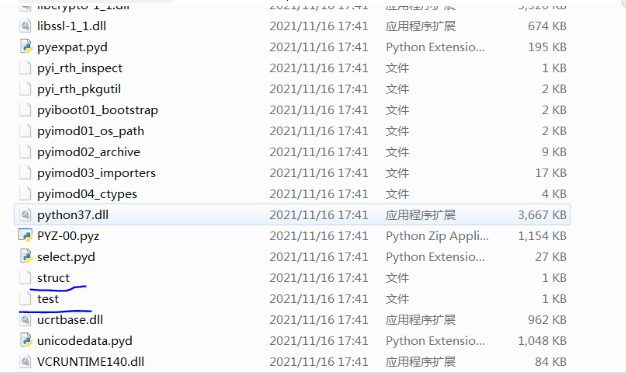 libcrypto-1_1.dll 2021/11/16 17:41 应用程序扩展
libssl-1_1.dll 2021/11/16 17:41 应用程序扩展 674 KB
pyexpat.pyd 2021/11/16 17:41 Python Extensio... 195 KB
pyi_rth_inspect 2021/11/16 17:41 文件 1 KB
pyi_rth_pkgutil 2021/11/16 17:41 文件 2 KB
pyiboot01_bootstrap 2021/11/16 17:41 文件 2 KB
pyimod01_os_path 2021/11/16 17:41 文件 2 KB
pyimod02_archive 2021/11/16 17:41 文件 9 KB
pyimod03_importers 2021/11/16 17:41 文件 17 KB
pyimod04_ctypes 2021/11/16 17:41 文件 4 KB
python37.dll 2021/11/16 17:41 应用程序扩展 3,667 KB
PYZ-00.pyz 2021/11/16 17:41 Python Zip Appli... 1,154 KB
select.pyd 2021/11/16 17:41 Python Extensio... 27 KB
struct 2021/11/16 17:41 文件 1 KB
test 2021/11/16 17:41 文件 1 KB
ucrtbase.dll 2021/11/16 17:41 应用程序扩展 962 KB
unicodedata.pyd 2021/11/16 17:41 Python Extensio... 1,048 KB
VCRUNTIME140.dll 2021/11/16 17:41 应用程序扩展 84 KB